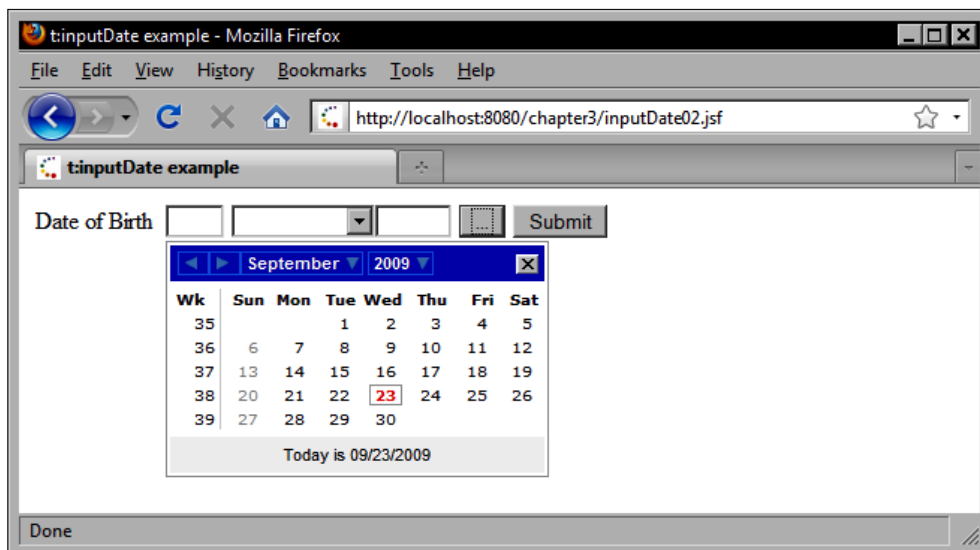 t:inputDate example - Mozilla Firefox
File Edit View History Bookmarks Tools Help
http://localhost:8080/chapter3/inputDate02.jsf
t:inputDate example
Date of Birth ... Submit
September 2009
Wk Sun Mon Tue Wed Thu Fri Sat
35 1 2 3 4 5
36 6 7 8 9 10 11 12
37 13 14 15 16 17 18 19
38 20 21 22 23 24 25 26
39 27 28 29 30
Today is 09/23/2009
Done